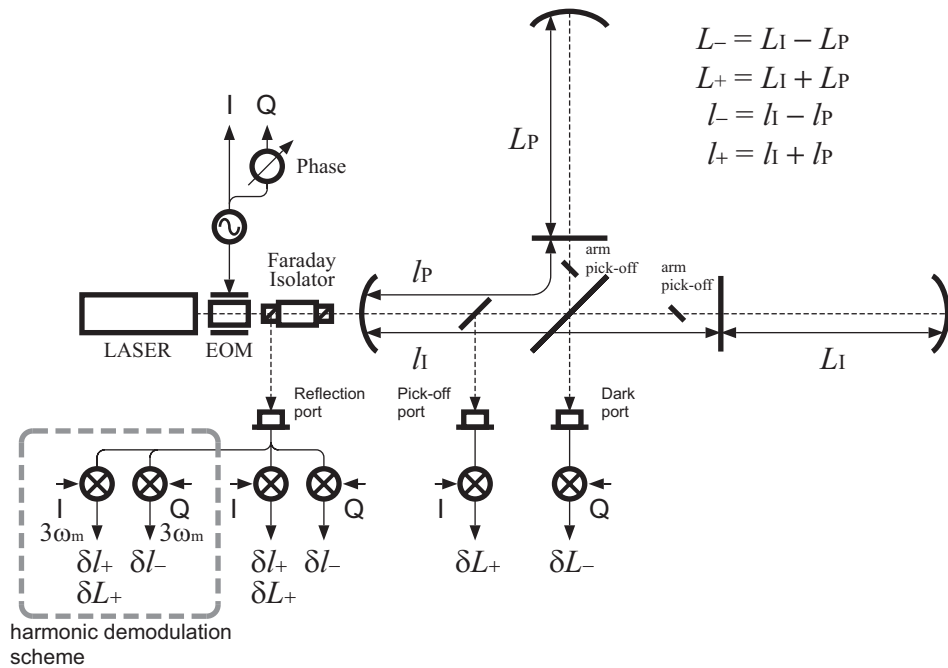 L− = LI − LP
L+ = LI + LP
l− = lI − lP
l+ = lI + lP
I
Q
Phase
LP
Faraday
Isolator
arm
pick-off
arm
pick-off
lP
LASER
EOM
lI
LI
Reflection
port
Pick-off
port
Dark
port
I
Q
I
Q
I
Q
3ωm
3ωm
δl+
δL+
δl−
δl+
δL+
δl−
δL+
δL−
harmonic demodulation
scheme